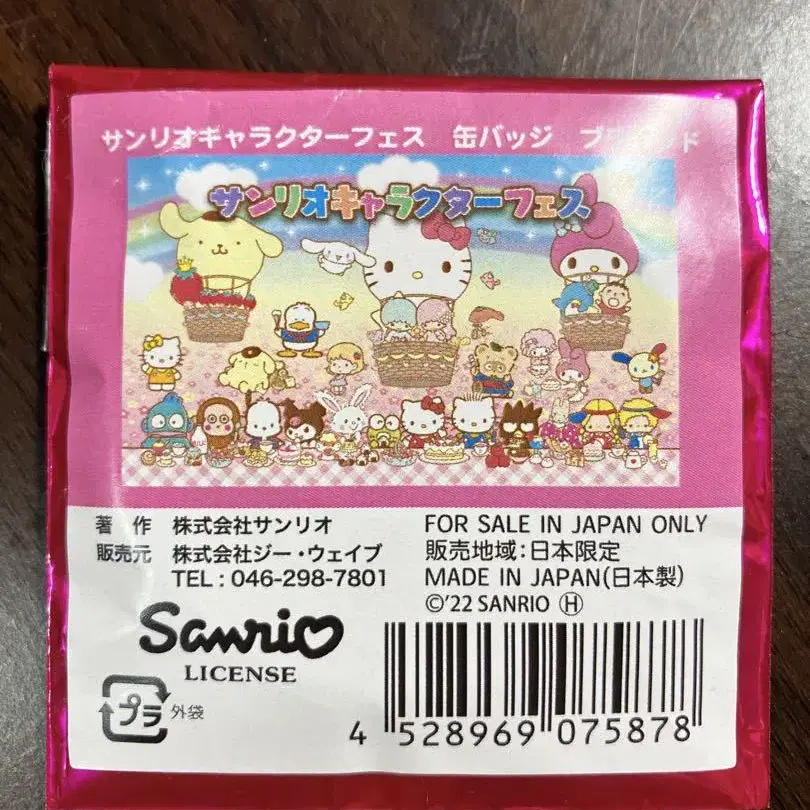 サンリオキャラクターフェス 缶バッジ
サンリオキャラクターフェス
著 作 株式会社サンリオ
販売元 株式会社ジー・ウェイブ
TEL : 046-298-7801
FOR SALE IN JAPAN ONLY
販売地域:日本限定
MADE IN JAPAN(日本製)
©'22 SANRIO Ⓗ
Sanrio
LICENSE
プラ 外袋
4 528969 075878